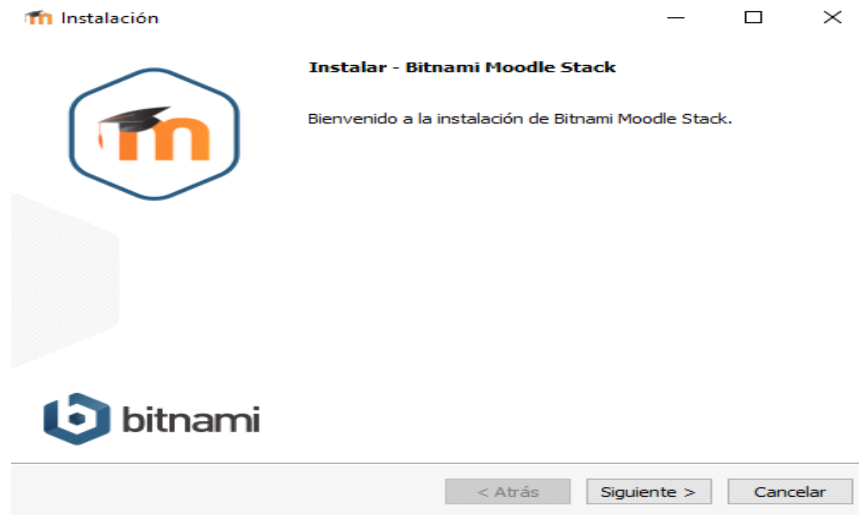 Instalación
Instalar - Bitnami Moodle Stack
Bienvenido a la instalación de Bitnami Moodle Stack.
m
bitnami
< Atrás
Siguiente >
Cancelar